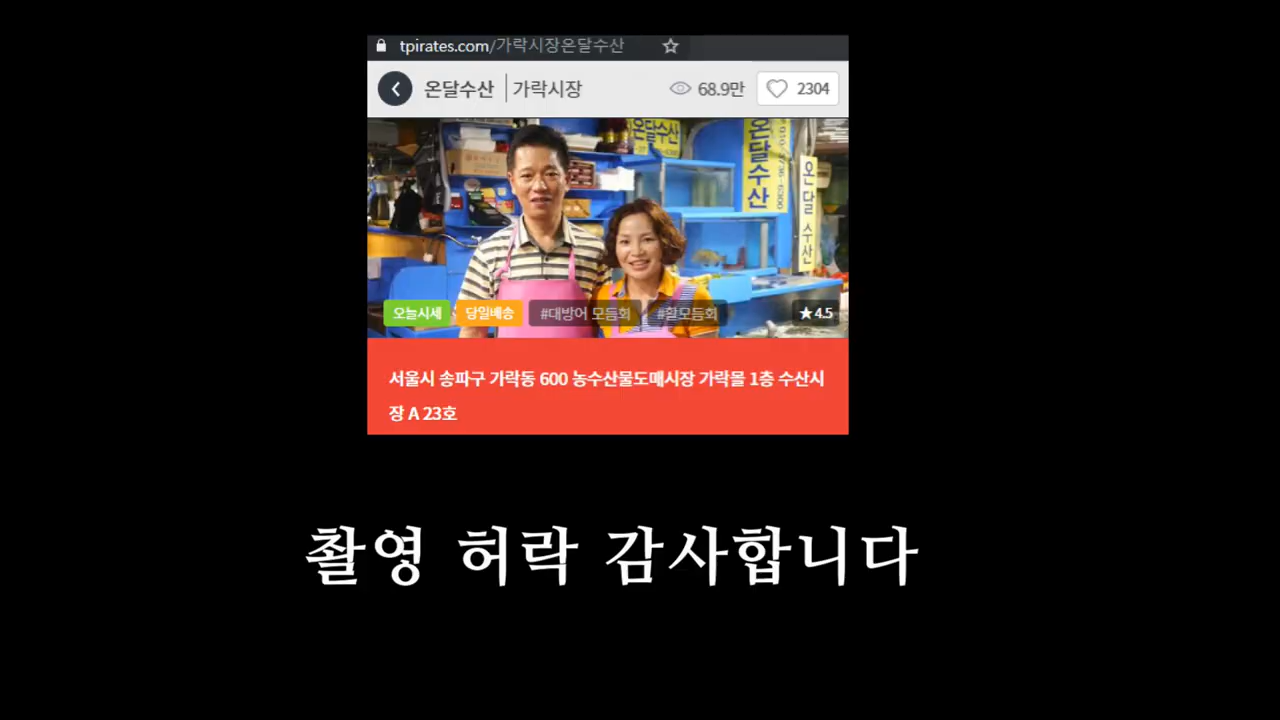 tpirates.com/가락시장온달수산
온달수산 가락시장 68.9만 2304
온달수산
온달수산
온달수산
오늘시세 당일배송 #대방어 모듬회 #활모듬회 ★4.5
서울시 송파구 가락동 600 농수산물도매시장 가락몰 1층 수산시
장 A 23호
촬영 허락 감사합니다